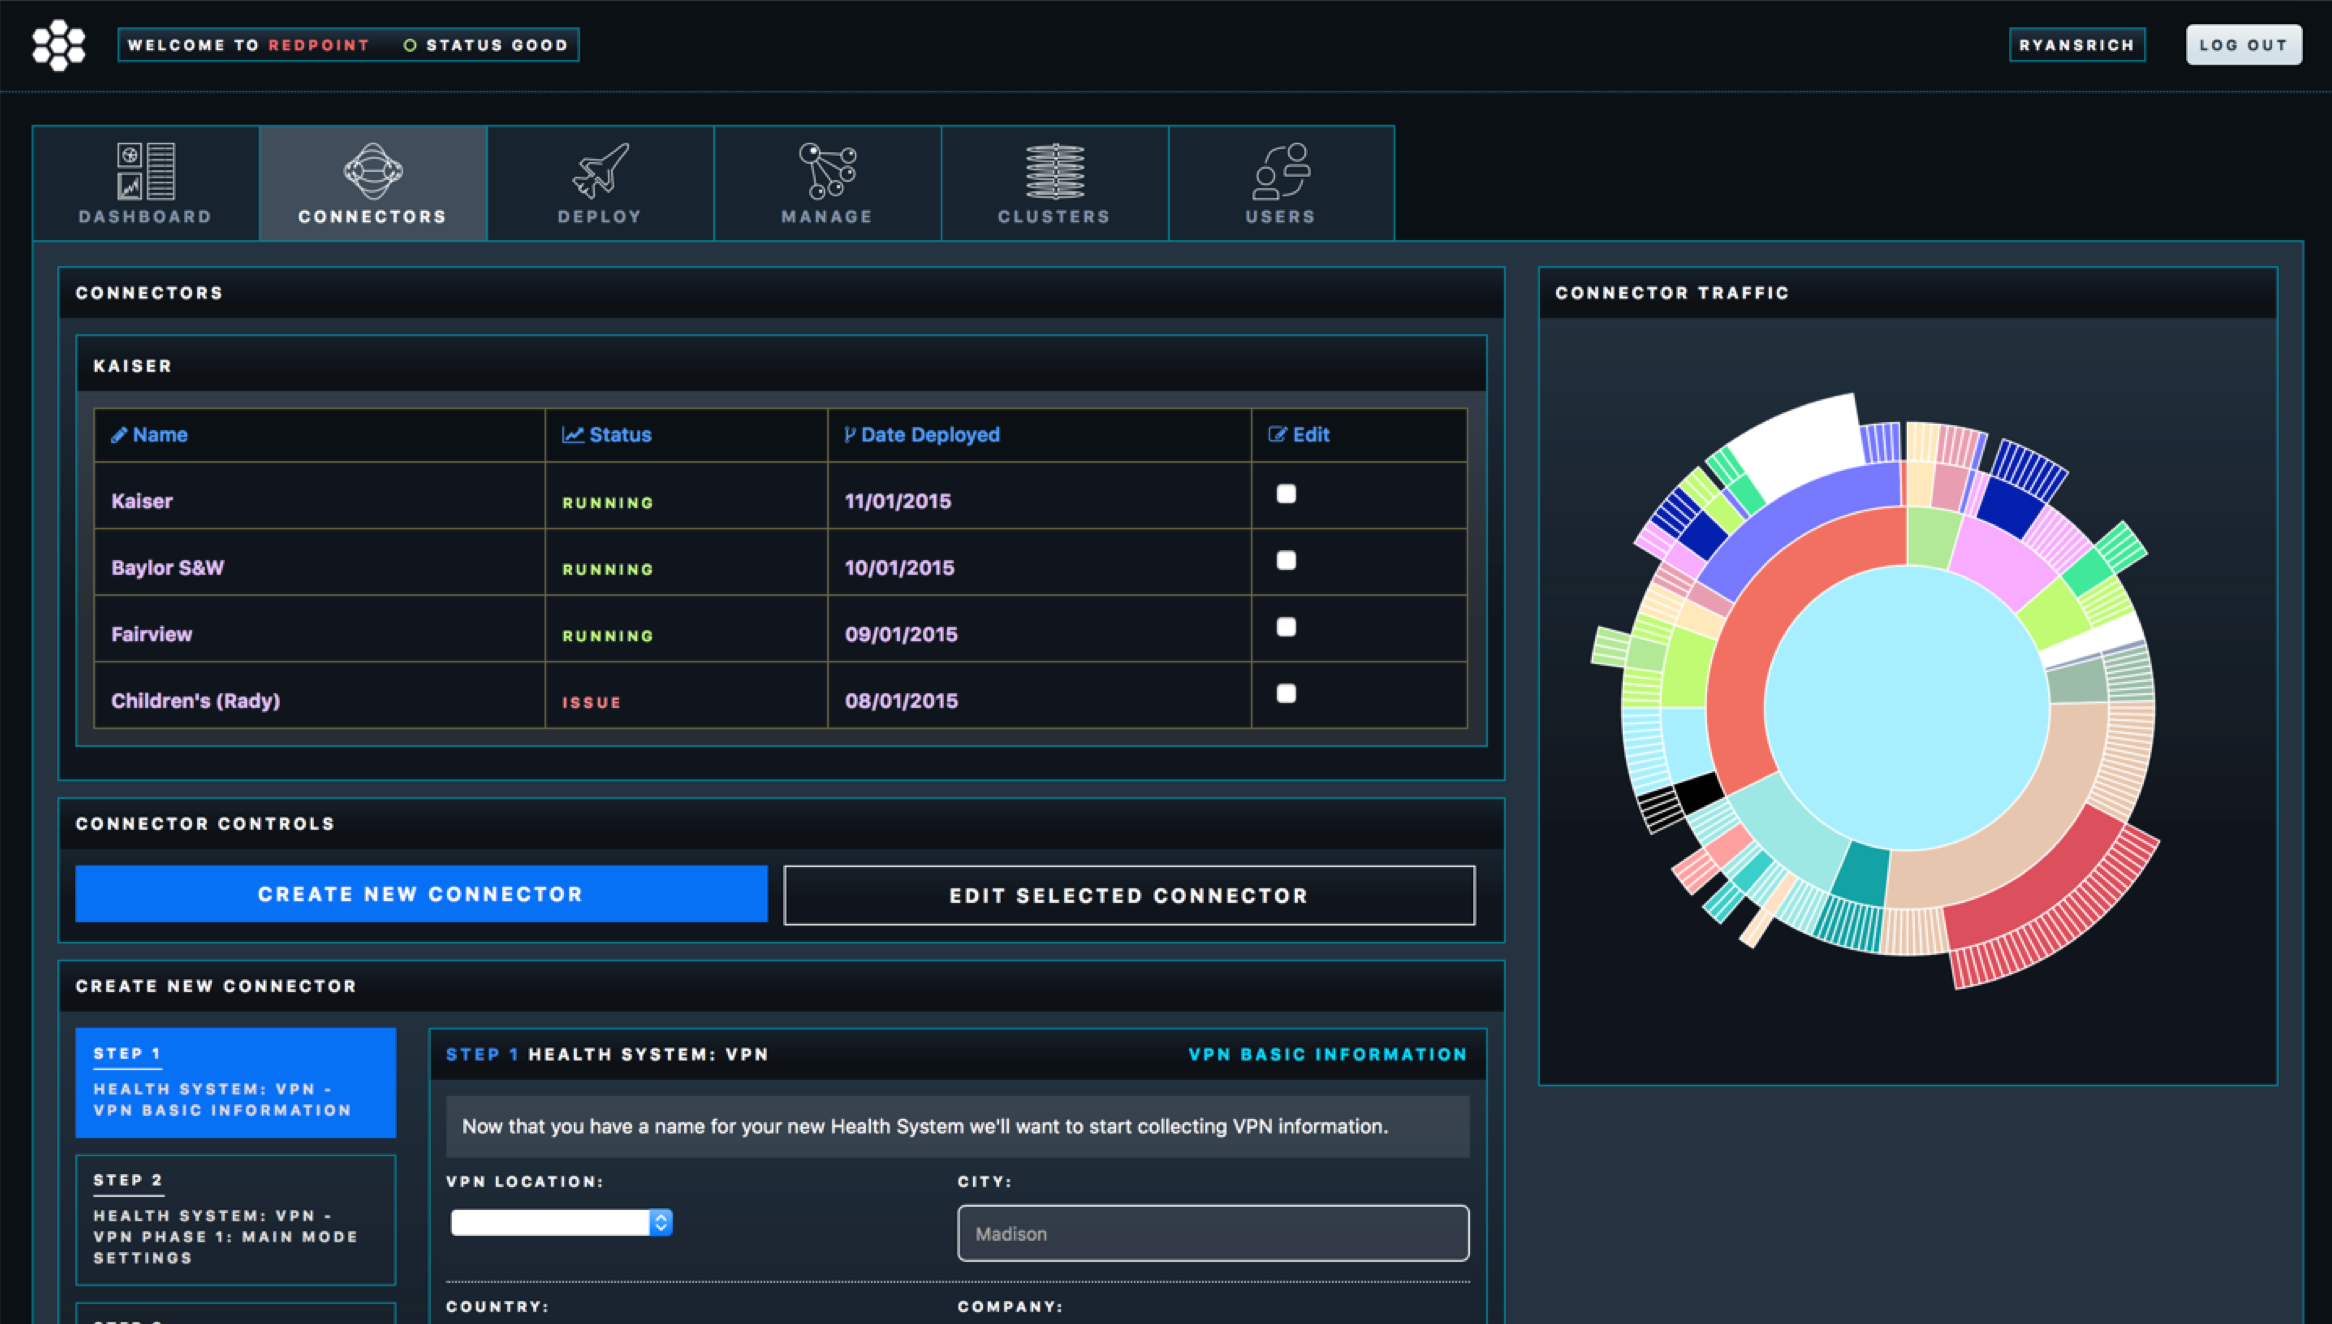 WELCOME TO REDPOINT STATUS GOOD
RYANSRICH
LOG OUT
DASHBOARD
CONNECTORS
DEPLOY
MANAGE
CLUSTERS
USERS
CONNECTORS
KAISER
Name Status Date Deployed Edit
Kaiser RUNNING 11/01/2015
Baylor S&W RUNNING 10/01/2015
Fairview RUNNING 09/01/2015
Children's (Rady) ISSUE 08/01/2015
CONNECTOR TRAFFIC
CONNECTOR CONTROLS
CREATE NEW CONNECTOR
EDIT SELECTED CONNECTOR
CREATE NEW CONNECTOR
STEP 1
HEALTH SYSTEM: VPN -
VPN BASIC INFORMATION
STEP 2
HEALTH SYSTEM: VPN -
VPN PHASE 1: MAIN MODE
SETTINGS
STEP 1 HEALTH SYSTEM: VPN
VPN BASIC INFORMATION
Now that you have a name for your new Health System we'll want to start collecting VPN information.
VPN LOCATION:
CITY:
Madison
COUNTRY:
COMPANY: